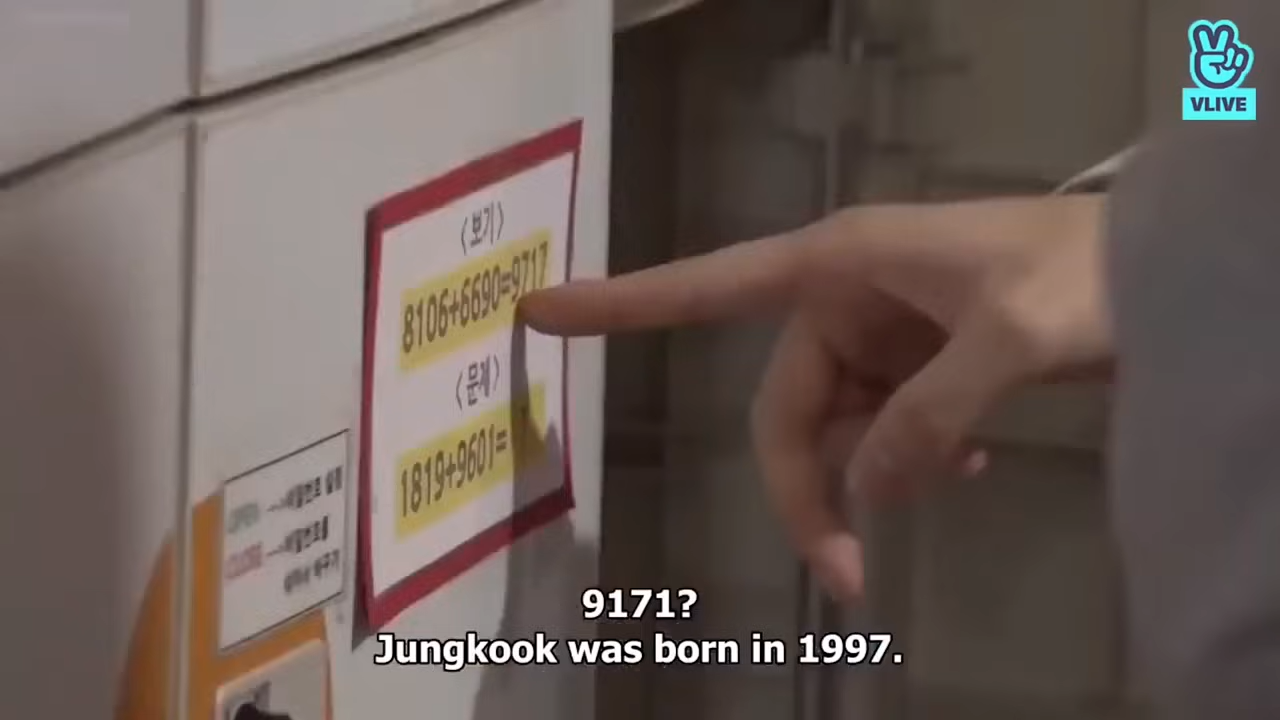 VLIVE
<보기>
8106+6690=9717
<문제>
1819+9601=
9171?
Jungkook was born in 1997.